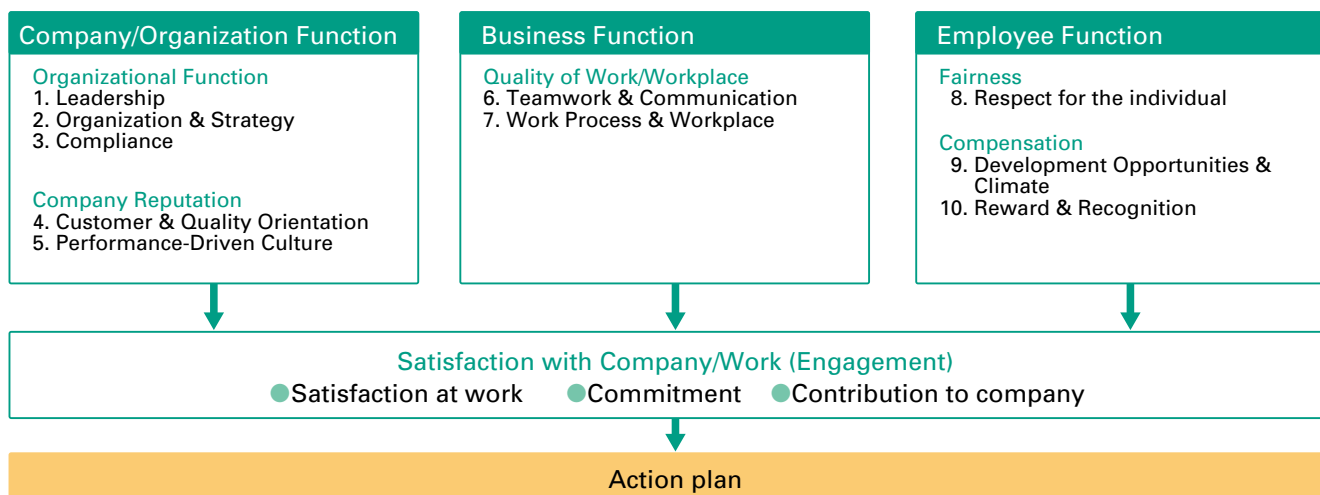 Company/Organization Function
Organizational Function
1. Leadership
2. Organization & Strategy
3. Compliance
Company Reputation
4. Customer & Quality Orientation
5. Performance-Driven Culture
Business Function
Quality of Work/Workplace
6. Teamwork & Communication
7. Work Process & Workplace
Employee Function
Fairness
8. Respect for the individual
Compensation
9. Development Opportunities &
Climate
10. Reward & Recognition
Satisfaction with Company/Work (Engagement)
●Satisfaction at work ●Commitment ●Contribution to company
Action plan